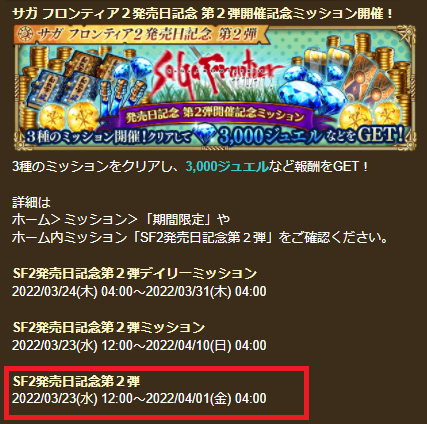 サガ フロンティア２発売日記念 第２弾開催記念ミッション開催！
サガ フロンティア２発売日記念 第２弾
SaGa Frontier
発売日記念 第２弾開催記念ミッション
3種のミッション開催！クリアして 3,000ジュエルなどをGET！
3種のミッションをクリアし、3,000ジュエルなど報酬をGET！
詳細は
ホーム＞ミッション＞「期間限定」や
ホーム内ミッション「SF2発売日記念第２弾」をご確認ください。
SF2発売日記念第２弾デイリーミッション
2022/03/24(木) 04:00～2022/03/31(木) 04:00
SF2発売日記念第２弾ミッション
2022/03/23(水) 12:00～2022/04/10(日) 04:00
SF2発売日記念第２弾
2022/03/23(水) 12:00～2022/04/01(金) 04:00